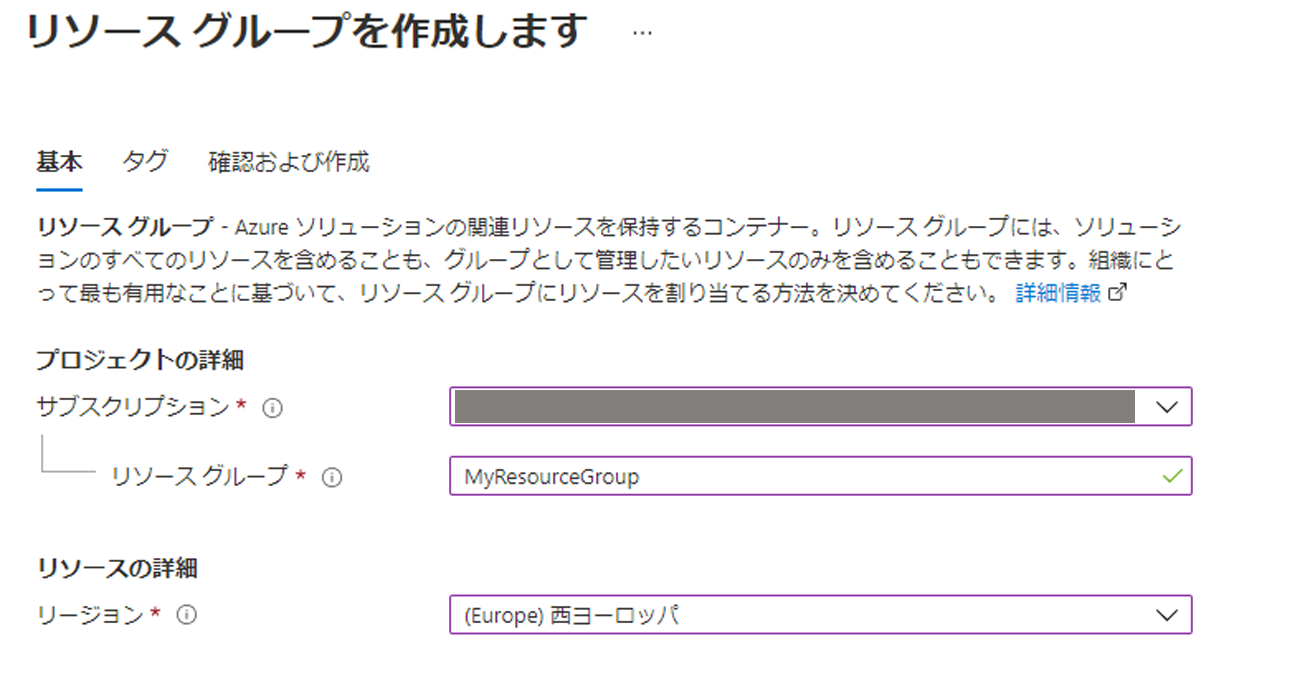 リソース グループを作成します ...
基本 タグ 確認および作成
リソース グループ - Azure ソリューションの関連リソースを保持するコンテナー。リソース グループには、ソリューシ
ョンのすべてのリソースを含めることも、グループとして管理したいリソースのみを含めることもできます。組織にと
って最も有用なことに基づいて、リソース グループにリソースを割り当てる方法を決めてください。 詳細情報
プロジェクトの詳細
サブスクリプション *
リソース グループ * MyResourceGroup
リソースの詳細
リージョン * (Europe) 西ヨーロッパ